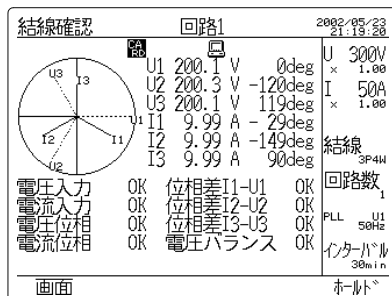 結線確認 回路1 2002/05/23
21:19:20
CARD
U1 200.1 V 0deg
U2 200.3 V -120deg
U3 200.1 V 119deg
I1 9.99 A - 29deg
I2 9.99 A -149deg
I3 9.99 A 90deg
U3
I3
U1
I1
I2
U2
電圧入力 OK 位相差I1-U1 OK
電流入力 OK 位相差I2-U2 OK
電圧位相 OK 位相差I3-U3 OK
電流位相 OK 電圧バランス OK
U 300V
× 1.00
I 50A
× 1.00
結線
3P4W
回路数
1
PLL U1
50Hz
インターバル
30min
画面 ホールド